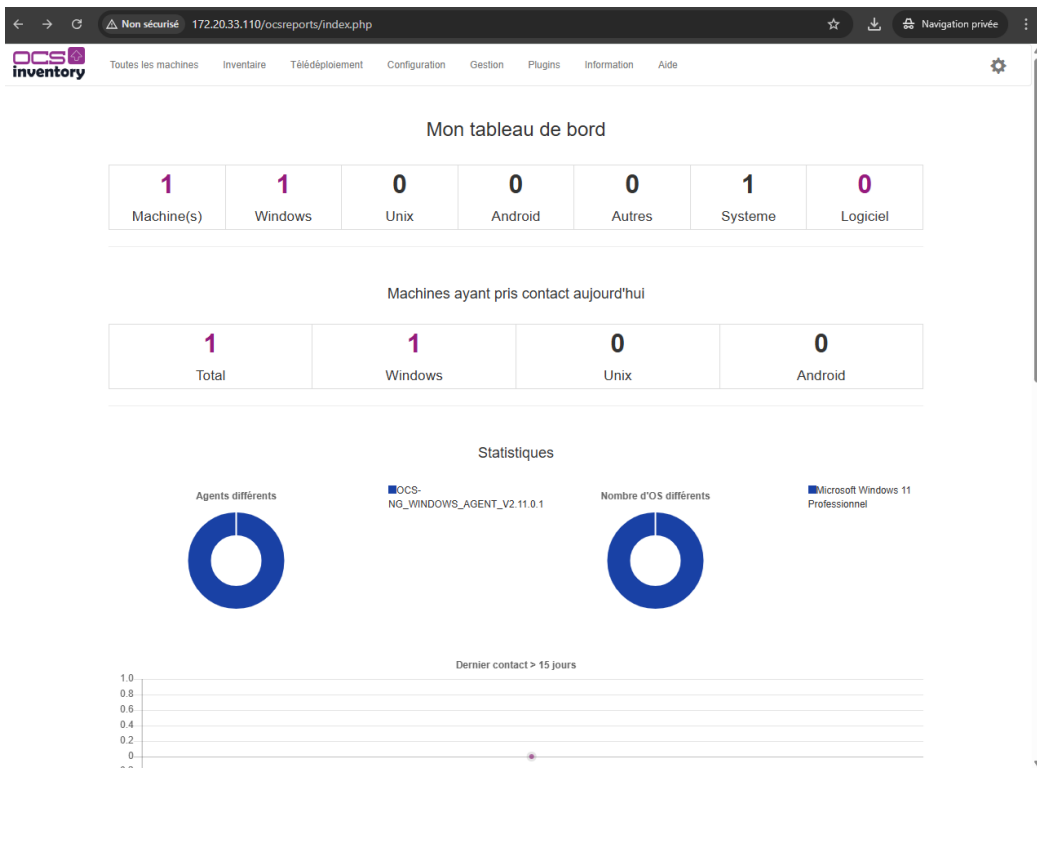 Non sécurisé 172.20.33.110/ocsreports/index.php Navigation privée
OCS inventory
Toutes les machines Inventaire Télédéploiement Configuration Gestion Plugins Information Aide
Mon tableau de bord
1 1 0 0 0 1 0
Machine(s) Windows Unix Android Autres Systeme Logiciel
Machines ayant pris contact aujourd'hui
1 1 0 0
Total Windows Unix Android
Statistiques
Agents différents
OCS-
NG_WINDOWS_AGENT_V2.11.0.1
Nombre d'OS différents
Microsoft Windows 11
Professionnel
Dernier contact > 15 jours
1.0
0.8
0.6
0.4
0.2
0